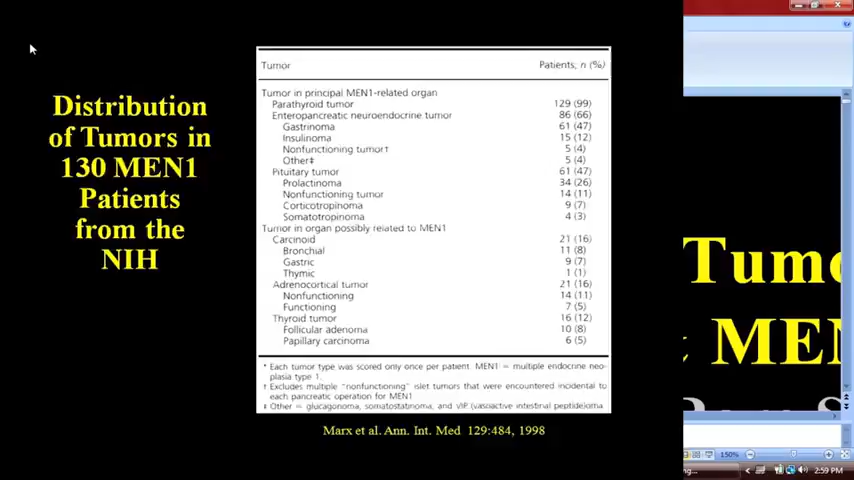 Distribution
of Tumors in
130 MEN1
Patients
from the
NIH
Tumor Patients, n (%)
Tumor in principal MEN1-related organ
Parathyroid tumor 129 (99)
Enteropancreatic neuroendocrine tumor 86 (66)
Gastrinoma 61 (47)
Insulinoma 15 (12)
Nonfunctioning tumor† 5 (4)
Other‡ 5 (4)
Pituitary tumor 61 (47)
Prolactinoma 34 (26)
Nonfunctioning tumor 14 (11)
Corticotropinoma 9 (7)
Somatotropinoma 4 (3)
Tumor in organ possibly related to MEN1
Carcinoid 21 (16)
Bronchial 11 (8)
Gastric 9 (7)
Thymic 1 (1)
Adrenocortical tumor 21 (16)
Nonfunctioning 14 (11)
Functioning 7 (5)
Thyroid tumor 16 (12)
Follicular adenoma 10 (8)
Papillary carcinoma 6 (5)
* Each tumor type was scored only once per patient. MEN1 = multiple endocrine neo-
plasia type 1.
† Excludes multiple "nonfunctioning" islet tumors that were encountered incidental to
each pancreatic operation for MEN1
‡ Other = glucagonoma, somatostatinoma, and VIP (vasoactive intestinal peptide)oma
Marx et al. Ann. Int. Med 129:484, 1998
Tumo
MEN
150%
2:59 PM